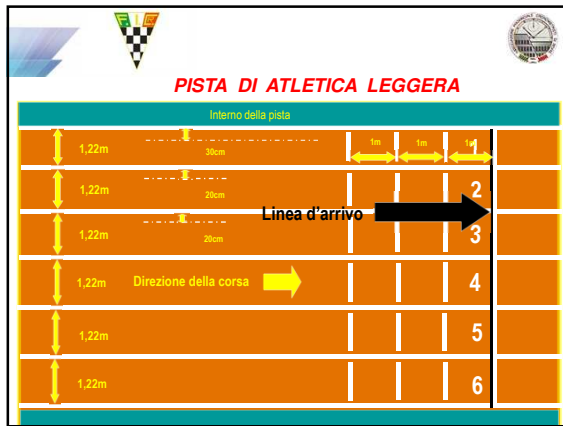 F I C
PISTA DI ATLETICA LEGGERA
Interno della pista
1,22m
30cm
1m
1m
1m
1
1,22m
20cm
2
Linea d'arrivo
1,22m
20cm
3
1,22m
Direzione della corsa
4
1,22m
5
1,22m
6